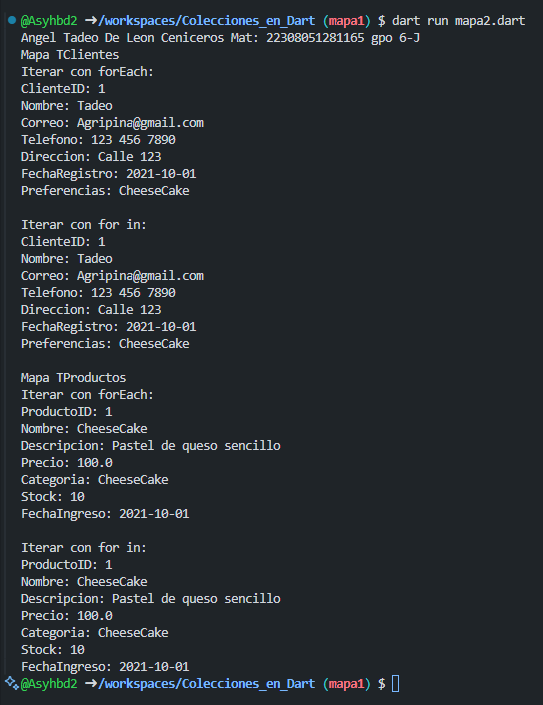 @Asyhbd2 ➜/workspaces/Colecciones_en_Dart (mapa1) $ dart run mapa2.dart
Angel Tadeo De Leon Ceniceros Mat: 22308051281165 gpo 6-J
Mapa TClientes
Iterar con forEach:
ClienteID: 1
Nombre: Tadeo
Correo: Agripina@gmail.com
Telefono: 123 456 7890
Direccion: Calle 123
FechaRegistro: 2021-10-01
Preferencias: CheeseCake

Iterar con for in:
ClienteID: 1
Nombre: Tadeo
Correo: Agripina@gmail.com
Telefono: 123 456 7890
Direccion: Calle 123
FechaRegistro: 2021-10-01
Preferencias: CheeseCake

Mapa TProductos
Iterar con forEach:
ProductoID: 1
Nombre: CheeseCake
Descripcion: Pastel de queso sencillo
Precio: 100.0
Categoria: CheeseCake
Stock: 10
FechaIngreso: 2021-10-01

Iterar con for in:
ProductoID: 1
Nombre: CheeseCake
Descripcion: Pastel de queso sencillo
Precio: 100.0
Categoria: CheeseCake
Stock: 10
FechaIngreso: 2021-10-01
@Asyhbd2 ➜/workspaces/Colecciones_en_Dart (mapa1) $